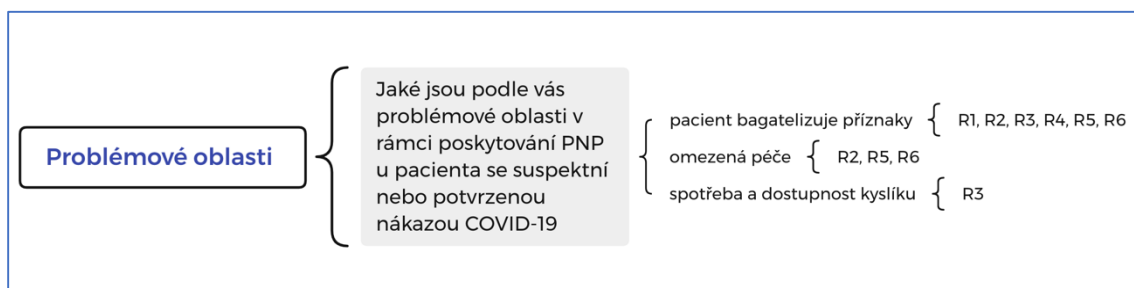 Problémové oblasti
Jaké jsou podle vás
problémové oblasti v
rámci poskytování PNP
u pacienta se suspektní
nebo potvrzenou
nákazou COVID-19
pacient bagatelizuje příznaky
R1, R2, R3, R4, R5, R6
omezená péče
R2, R5, R6
spotřeba a dostupnost kyslíku
R3